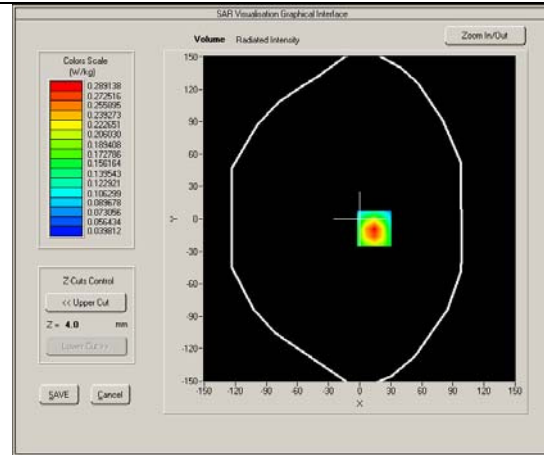 SAR Visualisation Graphical Interface
Volume Radiated Intensity
Zoom In/Out
Colors Scale
(W/kg)
0.289138
0.272516
0.255895
0.239273
0.222651
0.206030
0.189408
0.172786
0.156164
0.139543
0.122921
0.106299
0.089678
0.073056
0.056434
0.039812
150-
120-
90-
60-
30-
0-
-30-
-60-
-90-
-120-
-150-
Y
-150 -120 -90 -60 -30 0 30 60 90 120 150
X
Z Cuts Control
<< Upper Cut
Z = 4.0 mm
Lower Cut >>
SAVE Cancel